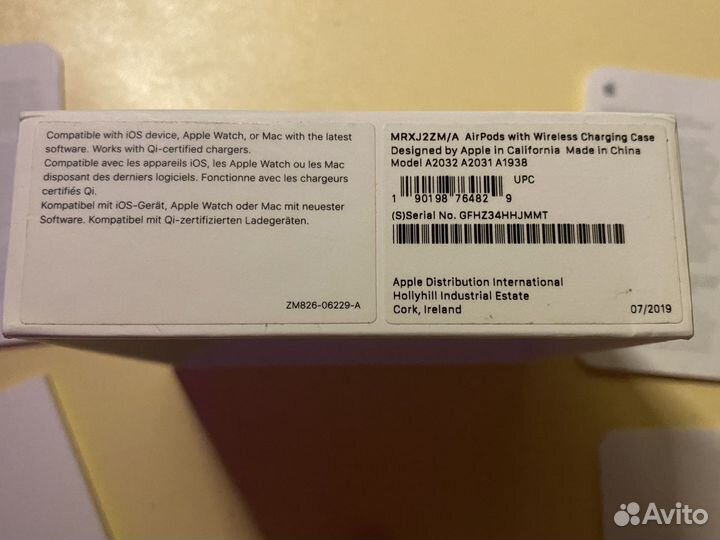 Compatible with iOS device, Apple Watch, or Mac with the latest
software. Works with Qi-certified chargers.
Compatible avec les appareils iOS, les Apple Watch ou les Mac
disposant des derniers logiciels. Fonctionne avec les chargeurs
certifiés Qi.
Kompatibel mit iOS-Gerät, Apple Watch oder Mac mit neuester
Software. Kompatibel mit Qi-zertifizierten Ladegeräten.
ZM826-06229-A
MRXJ2ZM/A AirPods with Wireless Charging Case
Designed by Apple in California Made in China
Model A2032 A2031 A1938
UPC
1 90198 76482 9
(S)Serial No. GFHZ34HHJMMT
Apple Distribution International
Hollyhill Industrial Estate
Cork, Ireland
07/2019
Avito